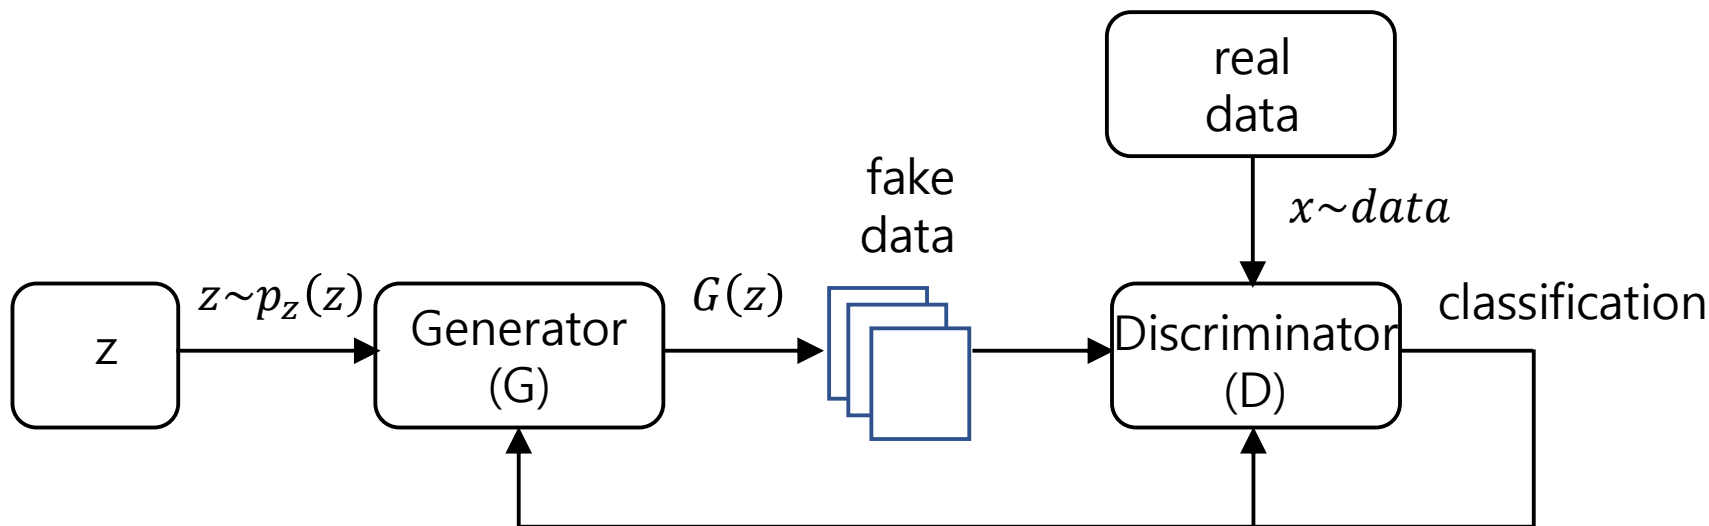 real
data
fake
data
x~data
z
z~p_z(z)
Generator
(G)
G(z)
Discriminator
(D)
classification